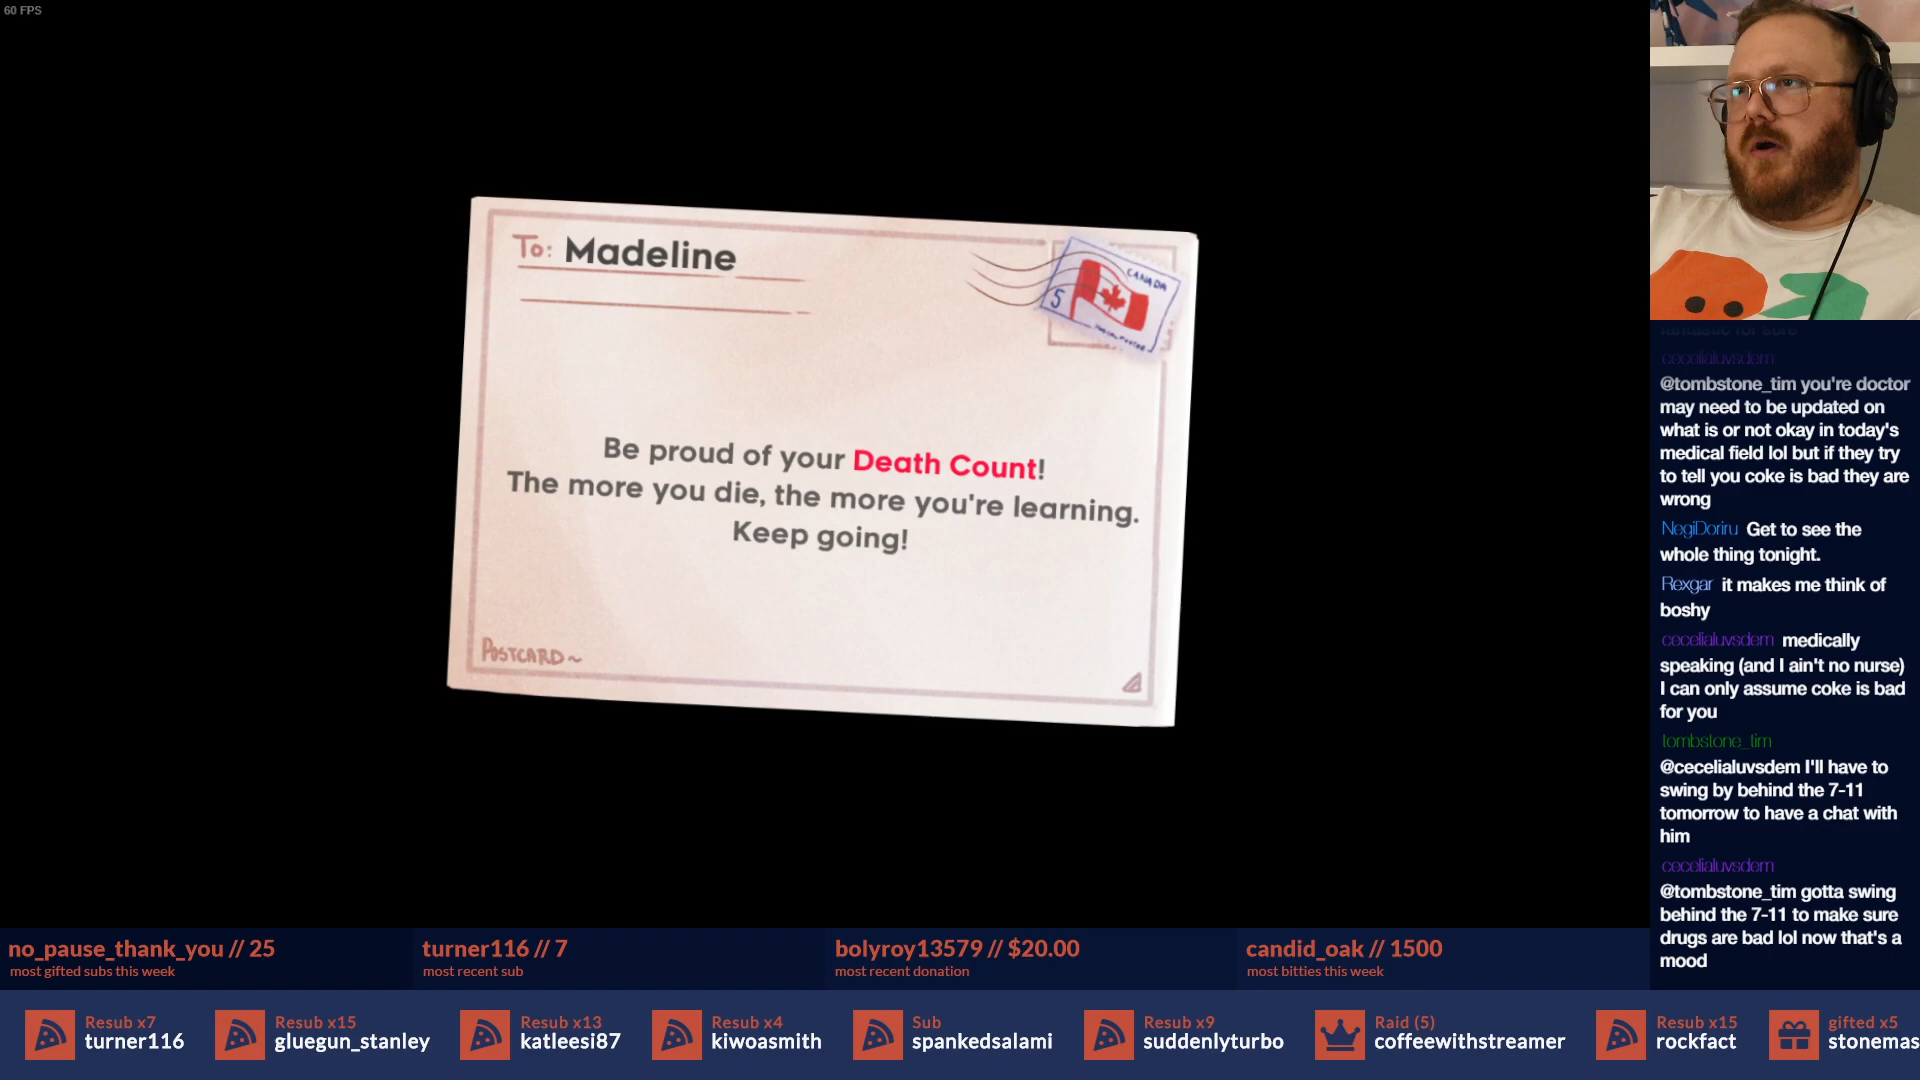 60 FPS
To: Madeline
CANADA
5
Be proud of your Death Count!
The more you die, the more you're learning.
Keep going!
POSTCARD~
fantastic for sure
cecelialuvsdem
@tombstone_tim you're doctor
may need to be updated on
what is or not okay in today's
medical field lol but if they try
to tell you coke is bad they are
wrong
NegiDoriru Get to see the
whole thing tonight.
Rexgar it makes me think of
boshy
cecelialuvsdem medically
speaking (and I ain't no nurse)
I can only assume coke is bad
for you
tombstone_tim
@cecelialuvsdem I'll have to
swing by behind the 7-11
tomorrow to have a chat with
him
cecelialuvsdem
@tombstone_tim gotta swing
behind the 7-11 to make sure
drugs are bad lol now that's a
mood
no_pause_thank_you // 25
most gifted subs this week
turner116 // 7
most recent sub
bolyroy13579 // $20.00
most recent donation
candid_oak // 1500
most bitties this week
Resub x7
turner116
Resub x15
gluegun_stanley
Resub x13
katleesi87
Resub x4
kiwoasmith
Sub
spankedsalami
Resub x9
suddenlyturbo
Raid (5)
coffeewithstreamer
Resub x15
rockfact
gifted x5
stonemas